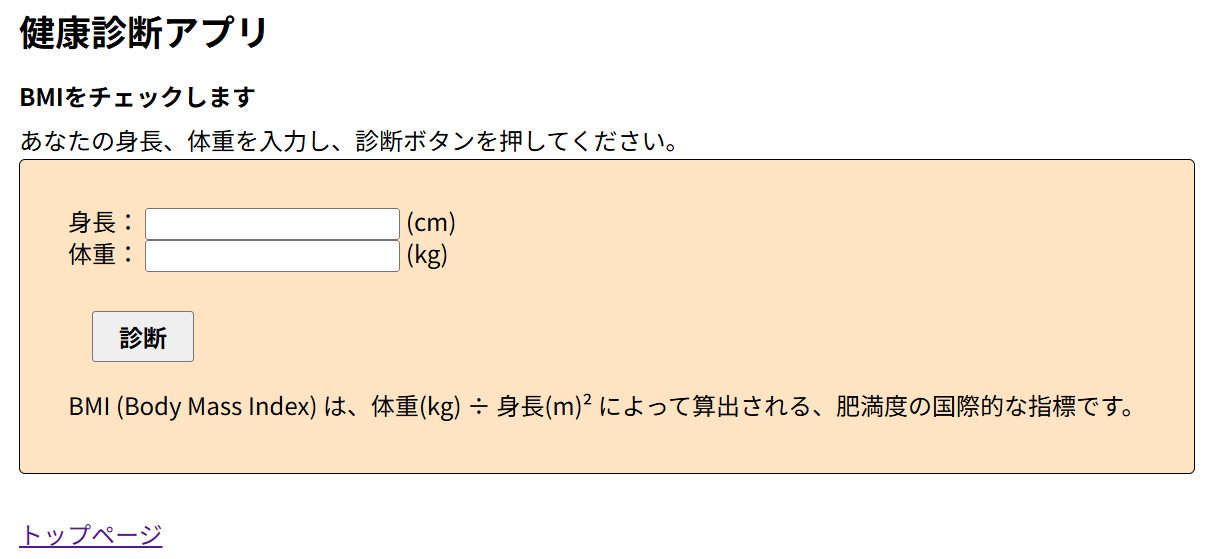 健康診断アプリ
BMIをチェックします
あなたの身長、体重を入力し、診断ボタンを押してください。
身長： (cm)
体重： (kg)
診断
BMI (Body Mass Index) は、体重(kg) ÷ 身長(m)² によって算出される、肥満度の国際的な指標です。
トップページ